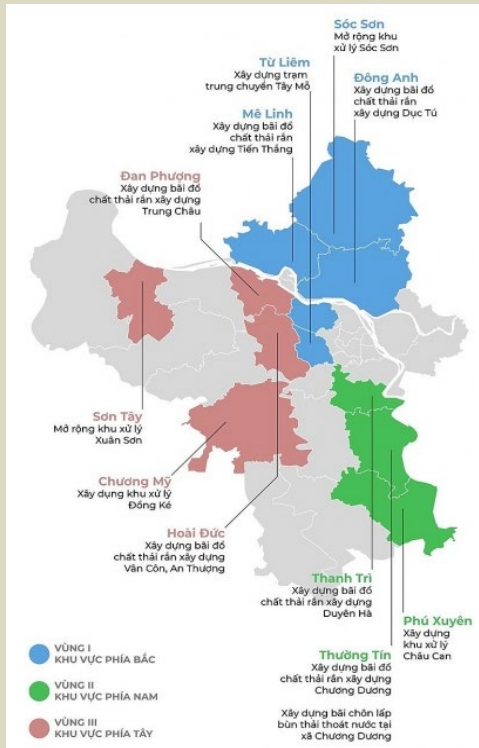 Sóc Sơn
Mở rộng khu
xử lý Sóc Sơn
Từ Liêm
Xây dựng trạm
trung chuyển Tây Mỗ
Đông Anh
Xây dựng bãi đổ
chất thải rắn
xây dựng Dục Tú
Mê Linh
Xây dựng bãi đổ
chất thải rắn
xây dựng Tiến Thắng
Đan Phượng
Xây dựng bãi đổ
chất thải rắn xây dựng
Trung Châu
Sơn Tây
Mở rộng khu xử lý
Xuân Sơn
Chương Mỹ
Xây dựng khu xử lý
Đồng Ké
Hoài Đức
Xây dựng bãi đổ
chất thải rắn xây dựng
Vân Côn, An Thượng
Thanh Trì
Xây dựng bãi đổ
chất thải rắn xây dựng
Duyên Hà
Phú Xuyên
Xây dựng
khu xử lý
Châu Can
Thường Tín
Xây dựng bãi đổ
chất thải rắn xây dựng
Chương Dương
Xây dựng bãi chôn lấp
bùn thải thoát nước tại
xã Chương Dương
VÙNG I
KHU VỰC PHÍA BẮC
VÙNG II
KHU VỰC PHÍA NAM
VÙNG III
KHU VỰC PHÍA TÂY